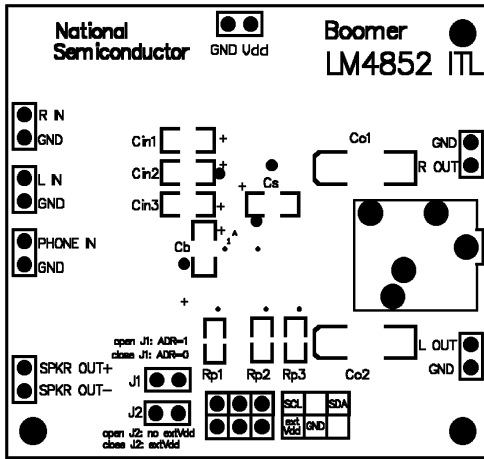 National
Semiconductor
GND Vdd
Boomer
LM4852 ITL
R IN
GND
L IN
GND
PHONE IN
GND
Cin1
Cin2
Cin3
Cs
Cb
1
A
Co1
GND
R OUT
open J1: ADR=1
close J1: ADR=0
SPKR OUT+
SPKR OUT-
J1
J2
open J2: no extVdd
close J2: extVdd
Rp1
Rp2
Rp3
Co2
L OUT
GND
SCL
SDA
ext
Vdd
GND